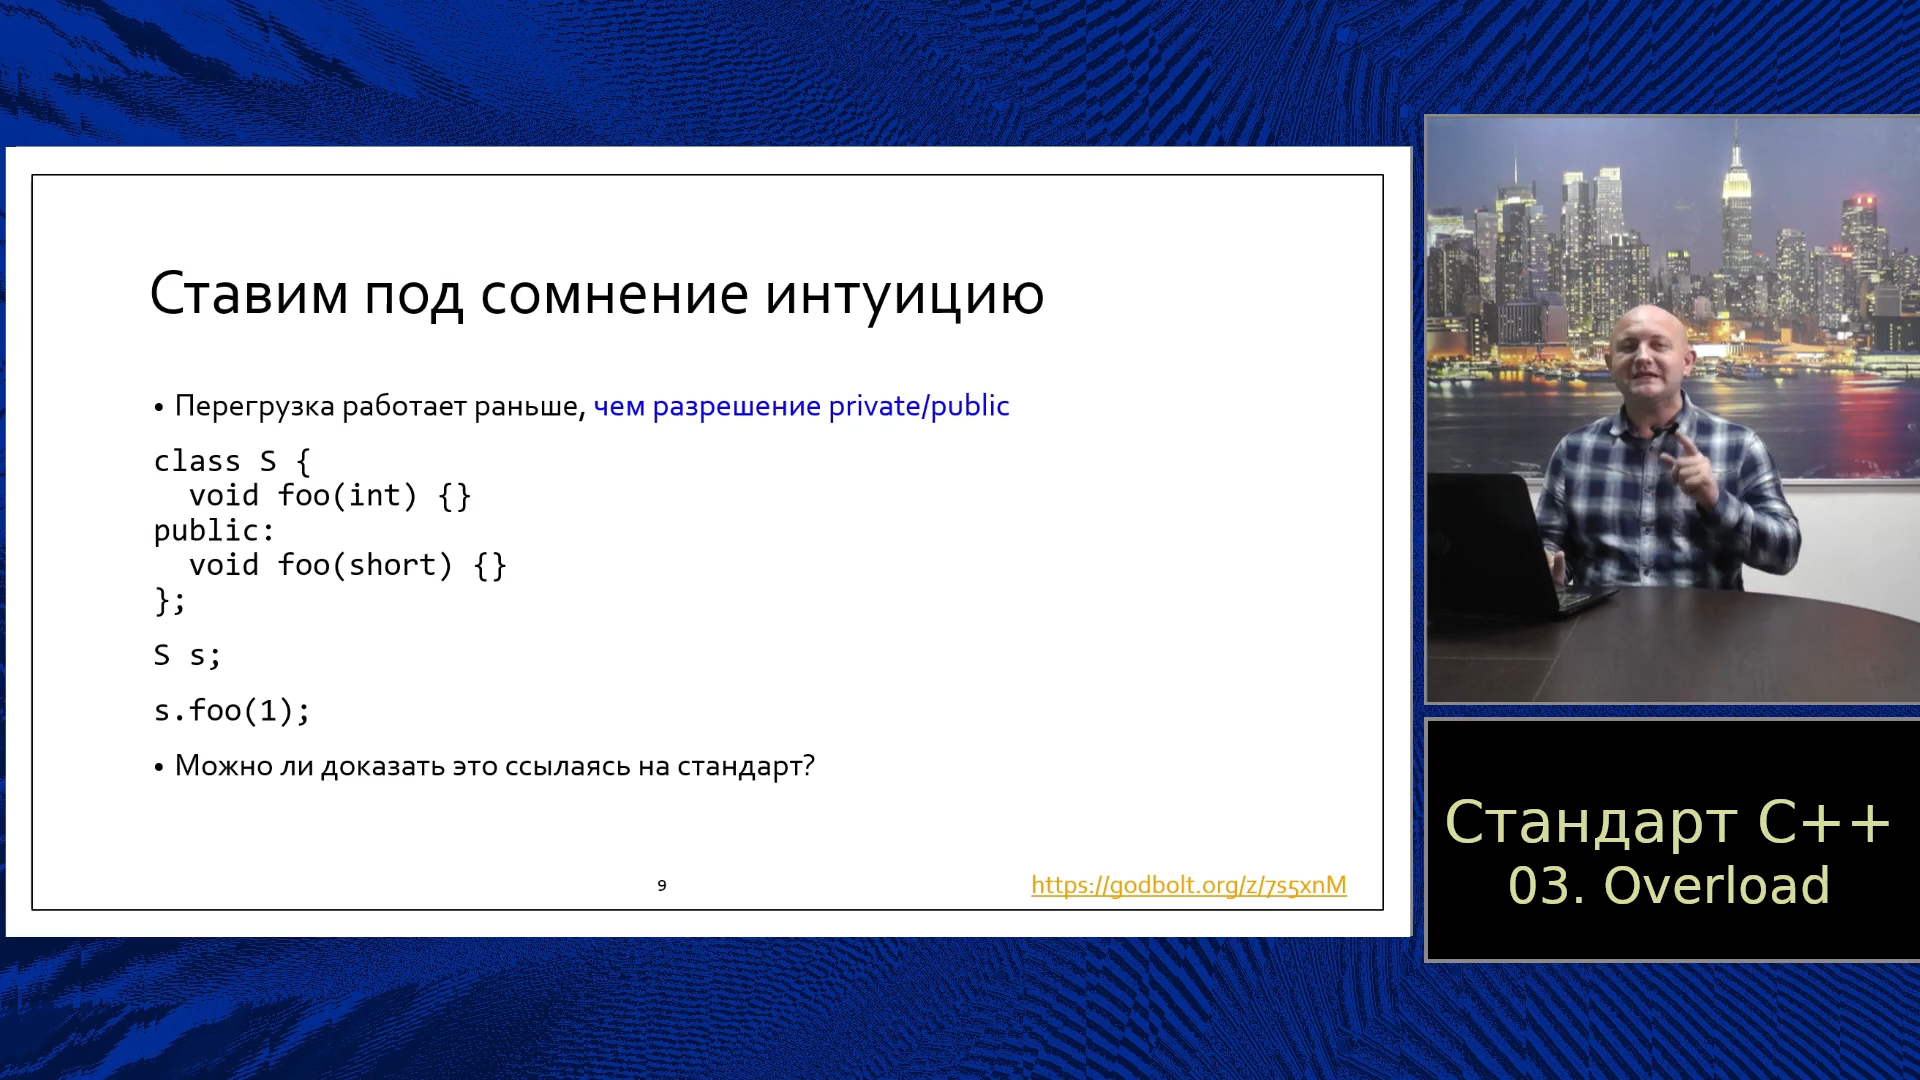 Ставим под сомнение интуицию
• Перегрузка работает раньше, чем разрешение private/public
class S {
  void foo(int) {}
public:
  void foo(short) {}
};
S s;
s.foo(1);
• Можно ли доказать это ссылаясь на стандарт?
9
https://godbolt.org/z/7s5xnM
Стандарт C++
03. Overload